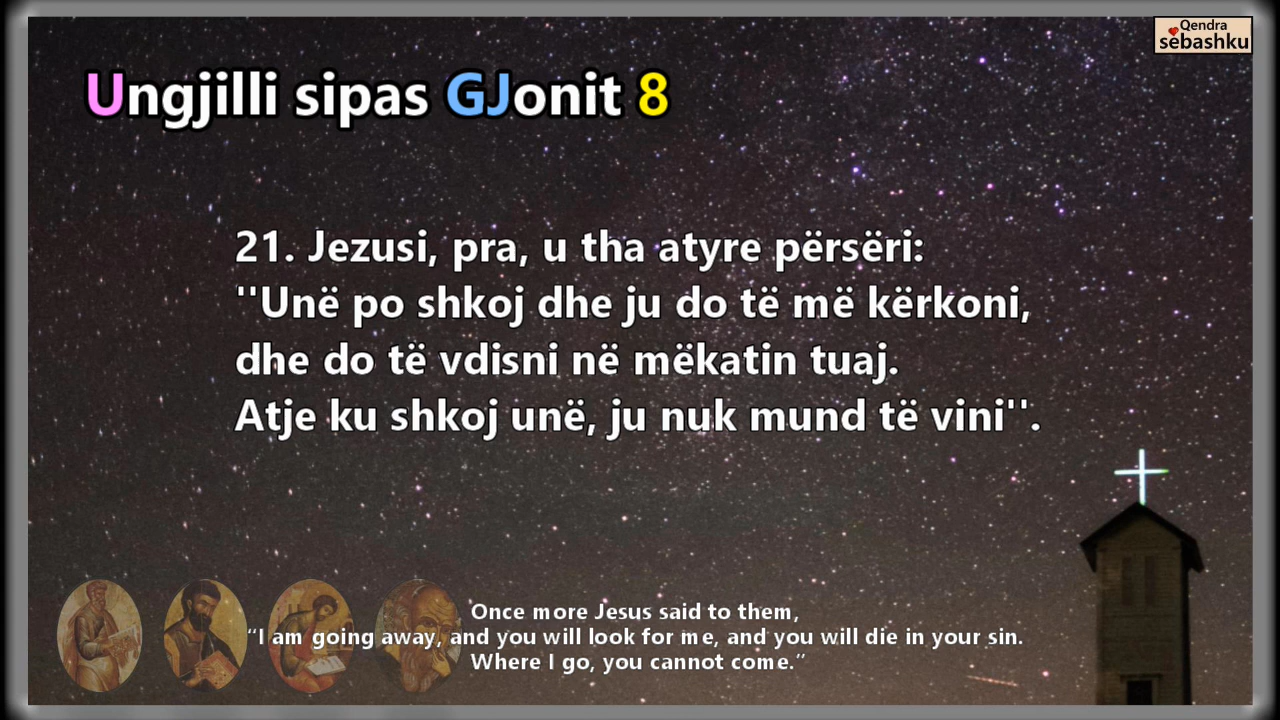 Qendra
sebashku
Ungjilli sipas GJonit 8
21. Jezusi, pra, u tha atyre përsëri:
''Unë po shkoj dhe ju do të më kërkoni,
dhe do të vdisni në mëkatin tuaj.
Atje ku shkoj unë, ju nuk mund të vini''.
Once more Jesus said to them,
“I am going away, and you will look for me, and you will die in your sin.
Where I go, you cannot come.”